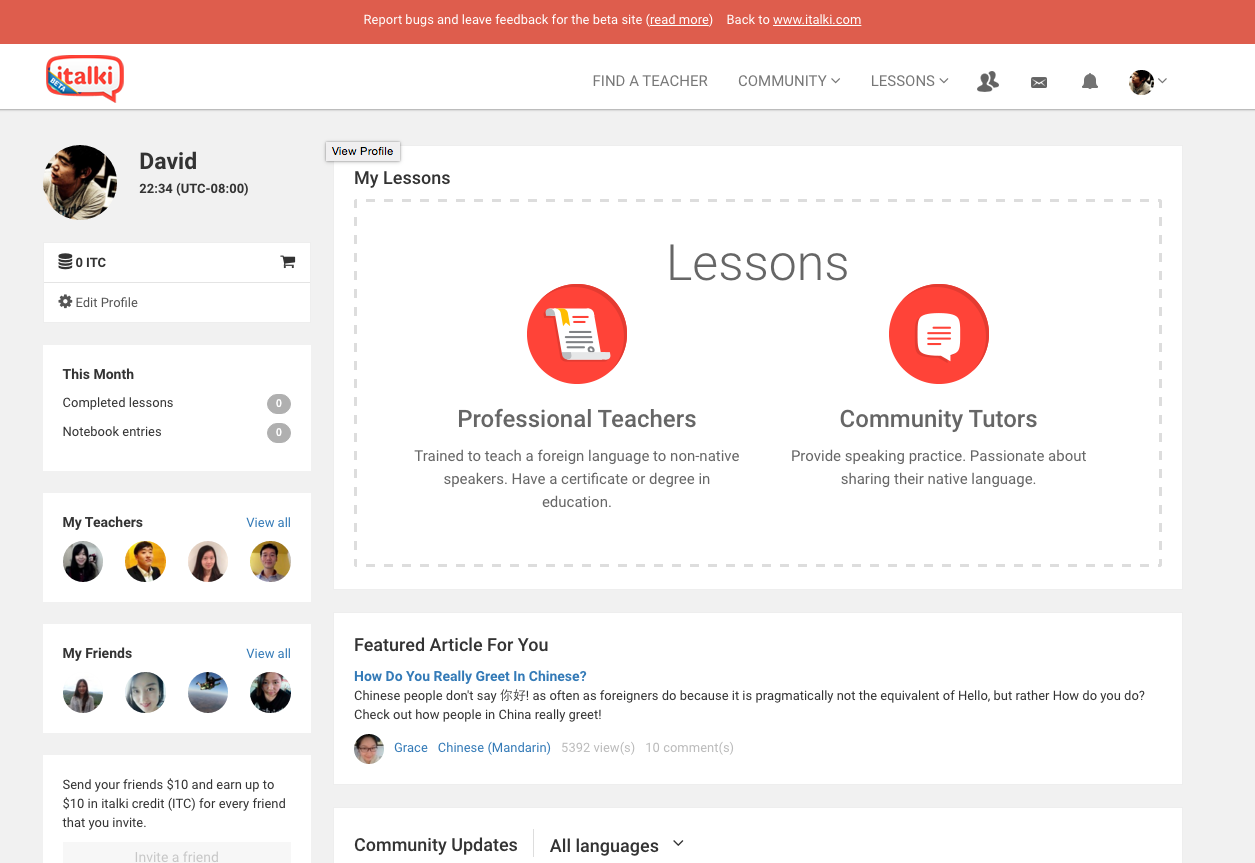 Report bugs and leave feedback for the beta site (read more) Back to www.italki.com
italki
BETA
FIND A TEACHER COMMUNITY LESSONS
David
22:34 (UTC-08:00)
View Profile
0 ITC
Edit Profile
This Month
Completed lessons 0
Notebook entries 0
My Teachers View all
My Friends View all
Send your friends $10 and earn up to
$10 in italki credit (ITC) for every friend
that you invite.
Invite a friend
My Lessons
Lessons
Professional Teachers
Trained to teach a foreign language to non-native
speakers. Have a certificate or degree in
education.
Community Tutors
Provide speaking practice. Passionate about
sharing their native language.
Featured Article For You
How Do You Really Greet In Chinese?
Chinese people don't say 你好! as often as foreigners do because it is pragmatically not the equivalent of Hello, but rather How do you do?
Check out how people in China really greet!
Grace Chinese (Mandarin) 5392 view(s) 10 comment(s)
Community Updates All languages